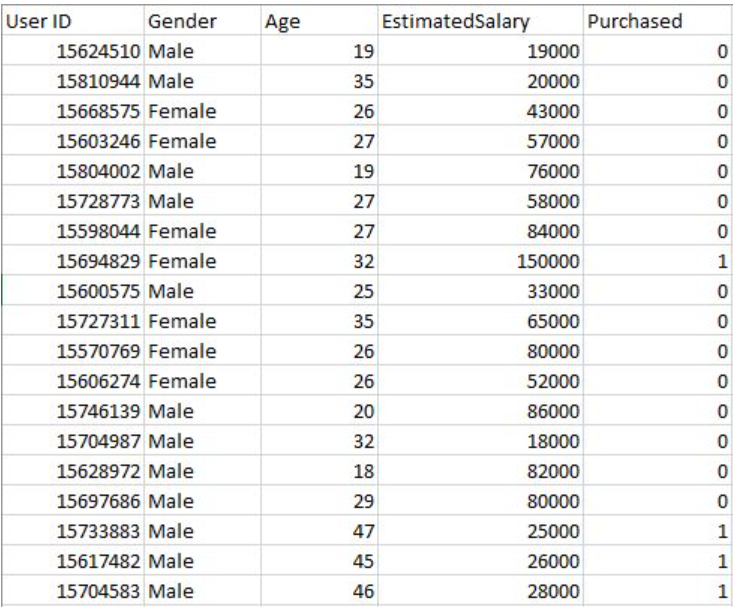 User ID Gender Age EstimatedSalary Purchased
15624510 Male 19 19000 0
15810944 Male 35 20000 0
15668575 Female 26 43000 0
15603246 Female 27 57000 0
15804002 Male 19 76000 0
15728773 Male 27 58000 0
15598044 Female 27 84000 0
15694829 Female 32 150000 1
15600575 Male 25 33000 0
15727311 Female 35 65000 0
15570769 Female 26 80000 0
15606274 Female 26 52000 0
15746139 Male 20 86000 0
15704987 Male 32 18000 0
15628972 Male 18 82000 0
15697686 Male 29 80000 0
15733883 Male 47 25000 1
15617482 Male 45 26000 1
15704583 Male 46 28000 1